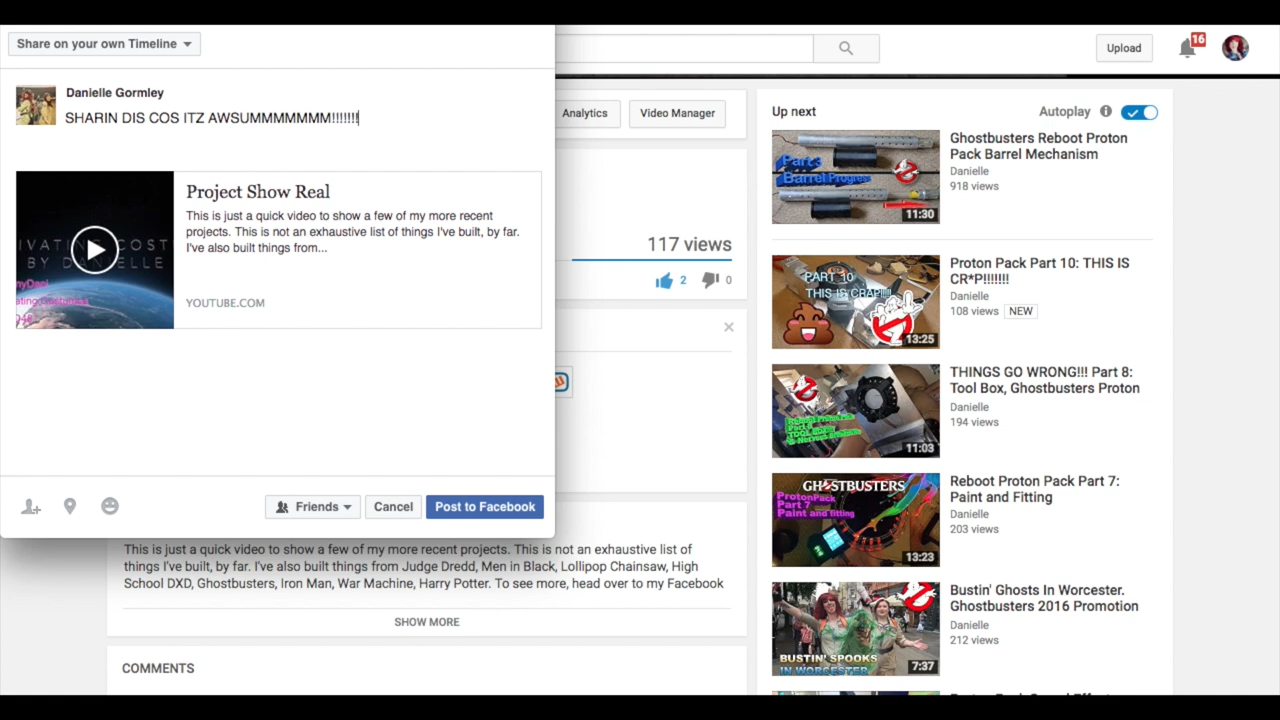 Share on your own Timeline
Danielle Gormley
SHARIN DIS COS ITZ AWSUMMMMMMM!!!!!!!
IVATING COST
BY DANIELLE
Project Show Real
This is just a quick video to show a few of my more recent
projects. This is not an exhaustive list of things I've built, by far.
I've also built things from...
YOUTUBE.COM
Friends
Cancel
Post to Facebook
Upload
16
Analytics
Video Manager
117 views
2
0
This is just a quick video to show a few of my more recent projects. This is not an exhaustive list of
things I've built, by far. I've also built things from Judge Dredd, Men in Black, Lollipop Chainsaw, High
School DXD, Ghostbusters, Iron Man, War Machine, Harry Potter. To see more, head over to my Facebook
SHOW MORE
COMMENTS
Up next
Autoplay
Part 3
Barrel Progress
11:30
Ghostbusters Reboot Proton
Pack Barrel Mechanism
Danielle
918 views
PART 10
THIS IS CRAP!!!!
13:25
Proton Pack Part 10: THIS IS
CR*P!!!!!!!
Danielle
108 views
NEW
11:03
THINGS GO WRONG!!! Part 8:
Tool Box, Ghostbusters Proton
Danielle
194 views
GHOSTBUSTERS
ProtonPack
Part 7
Paint and fitting
13:23
Reboot Proton Pack Part 7:
Paint and Fitting
Danielle
203 views
BUSTIN' SPOOKS
IN WORCESTER
7:37
Bustin' Ghosts In Worcester.
Ghostbusters 2016 Promotion
Danielle
212 views